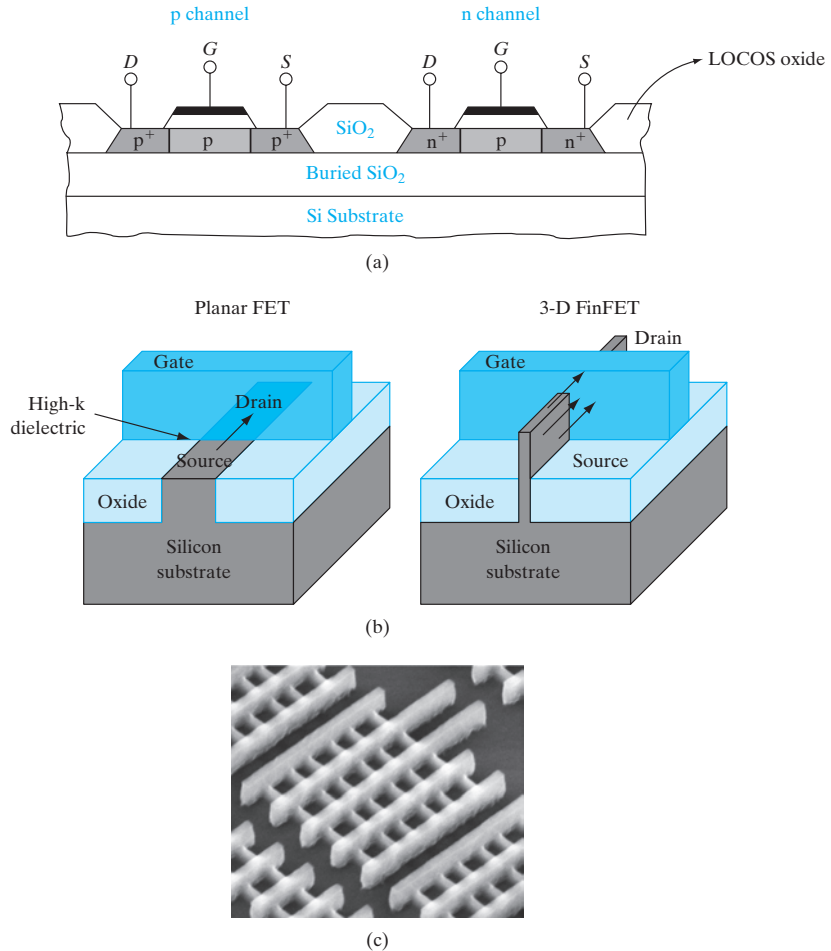 p channel
n channel
D
G
S
D
G
S
LOCOS oxide
p+
p
p+
SiO2
n+
p
n+
Buried SiO2
Si Substrate
(a)
Planar FET
3-D FinFET
Gate
High-k
dielectric
Drain
Source
Oxide
Silicon
substrate
Drain
Gate
Source
Oxide
Silicon
substrate
(b)
(c)